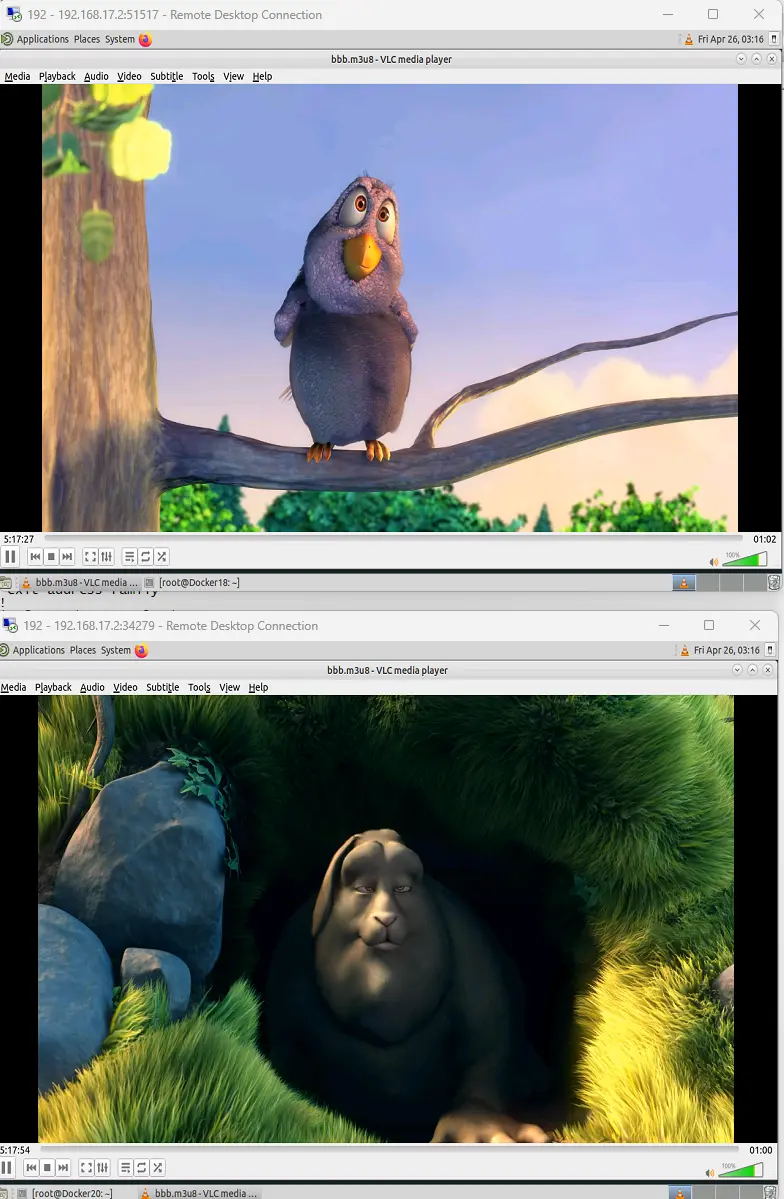 192 - 192.168.17.2:51517 - Remote Desktop Connection
Applications Places System Fri Apr 26, 03:16
bbb.m3u8 - VLC media player
Media Playback Audio Video Subtitle Tools View Help
5:17:27 01:02
100%
bbb.m3u8 - VLC media ... [root@Docker18: ~]
exit address family
!
192 - 192.168.17.2:34279 - Remote Desktop Connection
Applications Places System Fri Apr 26, 03:16
bbb.m3u8 - VLC media player
Media Playback Audio Video Subtitle Tools View Help
5:17:54 01:00
100%
[root@Docker20: ~] bbb.m3u8 - VLC media ...